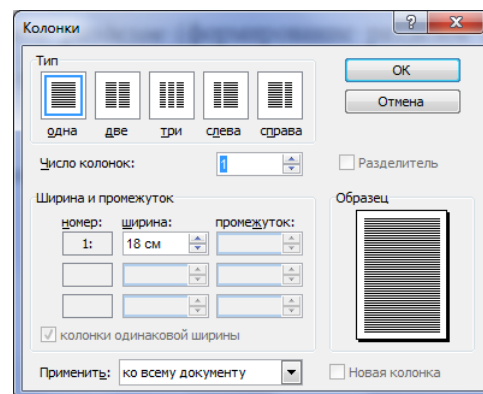 Колонки
Тип
одна две три слева справа
ОК
Отмена
Число колонок: 1
Разделитель
Ширина и промежуток
номер: ширина: промежуток:
1: 18 см
колонки одинаковой ширины
Образец
Применить: ко всему документу
Новая колонка